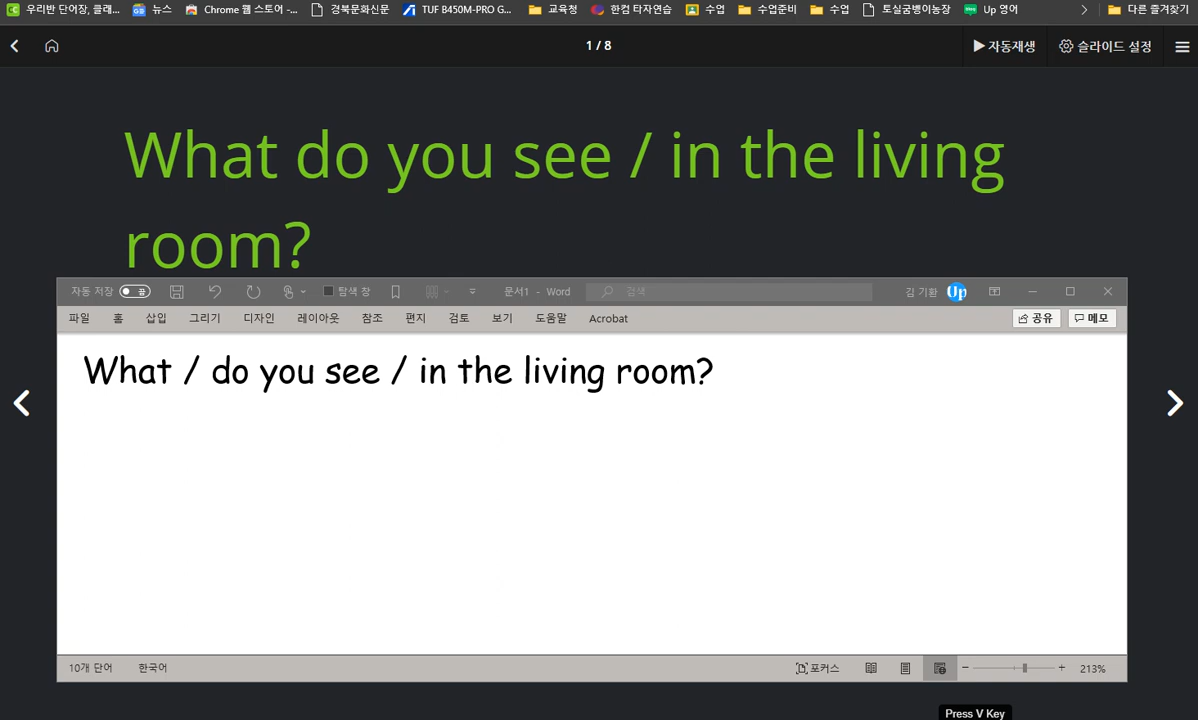 우리반 단어장, 클래... 뉴스 Chrome 웹 스토어 -... 경북문화신문 TUF B450M-PRO G... 교육청 한컴 타자연습 수업 수업준비 수업 토실굼벵이농장 Up 영어 다른 즐겨찾기
1 / 8 자동재생 슬라이드 설정
What do you see / in the living
room?
자동 저장 끔 탐색 창 문서1 - Word 검색 김 기환 Up
파일 홈 삽입 그리기 디자인 레이아웃 참조 편지 검토 보기 도움말 Acrobat 공유 메모
What / do you see / in the living room?
10개 단어 한국어 포커스 213%
Press V Key